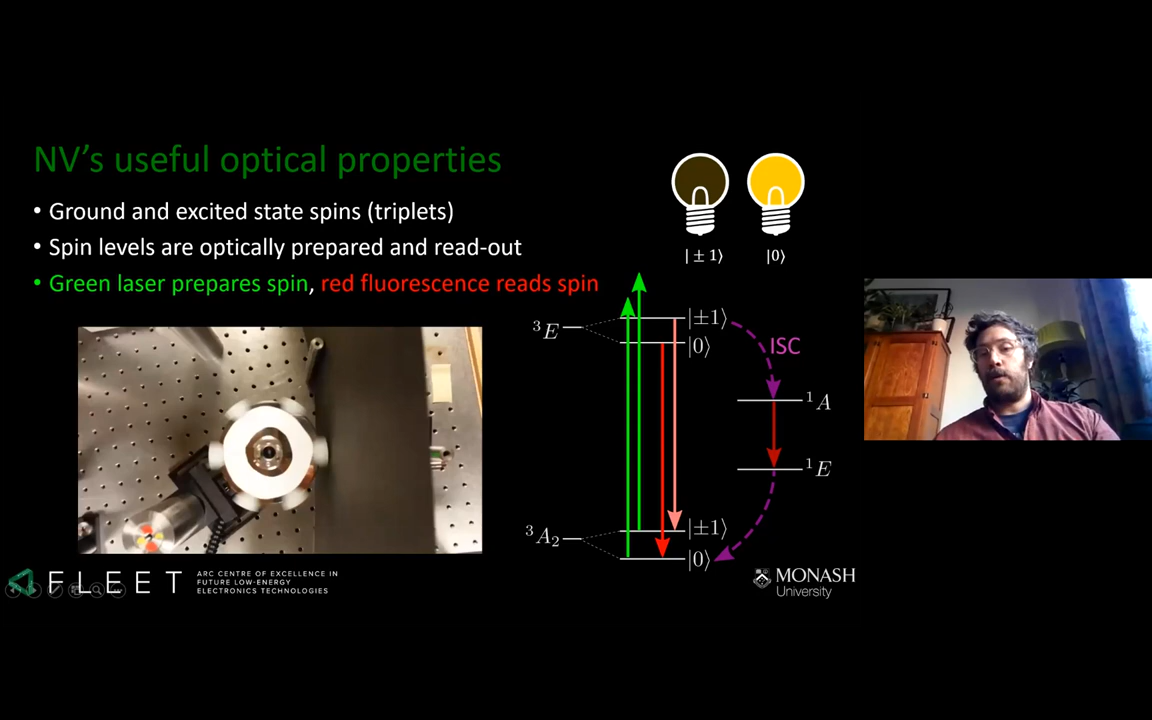 NV’s useful optical properties
• Ground and excited state spins (triplets)
• Spin levels are optically prepared and read-out
• Green laser prepares spin, red fluorescence reads spin
| ± 1⟩
|0⟩
³E
|±1⟩
|0⟩
ISC
¹A
¹E
³A₂
|±1⟩
|0⟩
FLEET
ARC CENTRE OF EXCELLENCE IN
FUTURE LOW-ENERGY
ELECTRONICS TECHNOLOGIES
MONASH
University